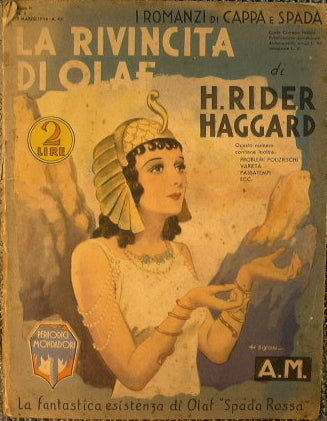 I ROMANZI DI CAPPA E SPADA
LA RIVINCITA
DI OLAF
di
H. RIDER
HAGGARD
2
LIRE
Questo numero
contiene inoltre:
PROBLEMI POLIZIESCHI
VARIETÀ
PASSATEMPI
ECC.
PERIODICI
MONDADORI
A.M.
La fantastica esistenza di Olaf "Spada Rossa"